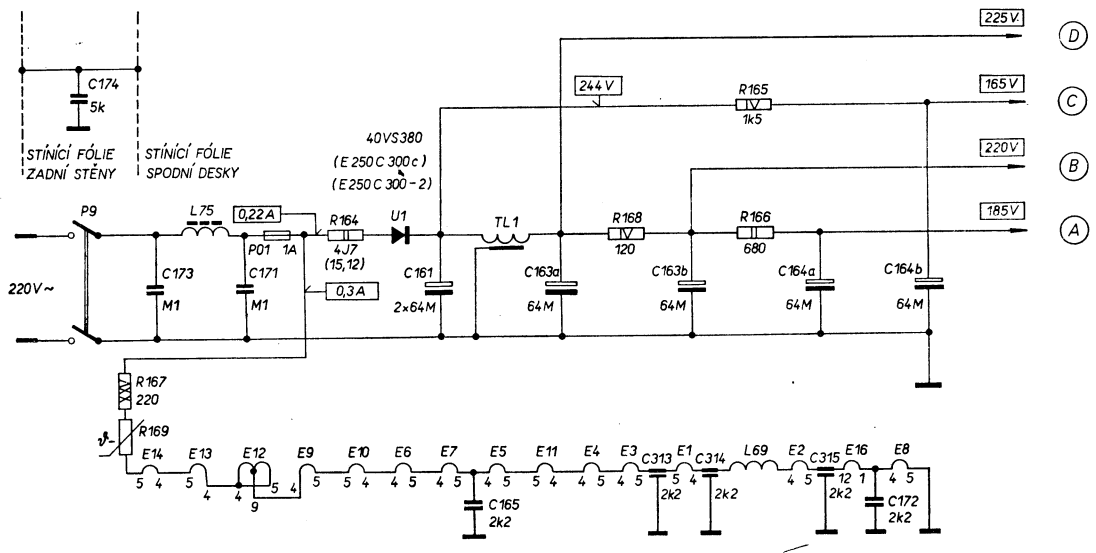 225 V
D
C174
5k
244 V
R165
1k5
165 V
C
40VS380
(E250C300c)
(E250C300-2)
STÍNÍCÍ FÓLIE
ZADNÍ STĚNY
STÍNÍCÍ FÓLIE
SPODNÍ DESKY
220V
B
P9
L75
0,22A
R164
U1
TL1
R168
R166
185V
A
P01
1A
4J7
(15,12)
120
680
220V~
C173
M1
C171
M1
0,3A
C161
2×64M
C163a
64M
C163b
64M
C164a
64M
C164b
64M
R167
220
ϑ-
R169
E14 E13 E12 E9 E10 E6 E7 E5 E11 E4 E3 C313 E1 C314 L69 E2 C315 E16 E8
5 4 5 4 4 5 9 4 5 5 4 4 5 4 5 4 5 5 4 4 5 4 5 5 4 4 5 12 1 4 5
C165
2k2
2k2
2k2
2k2
C172
2k2